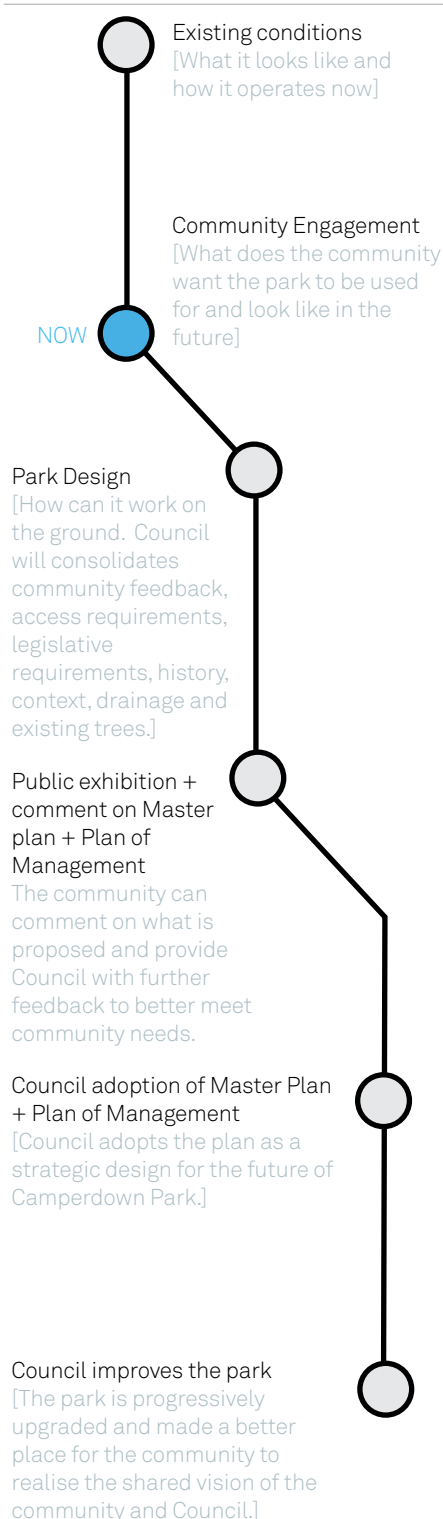 Existing conditions
[What it looks like and
how it operates now]
Community Engagement
[What does the community
want the park to be used
for and look like in the
future]
NOW
Park Design
[How can it work on
the ground. Council
will consolidates
community feedback,
access requirements,
legislative
requirements, history,
context, drainage and
existing trees.]
Public exhibition +
comment on Master
plan + Plan of
Management
The community can
comment on what is
proposed and provide
Council with further
feedback to better meet
community needs.
Council adoption of Master Plan
+ Plan of Management
[Council adopts the plan as a
strategic design for the future of
Camperdown Park.]
Council improves the park
[The park is progressively
upgraded and made a better
place for the community to
realise the shared vision of the
community and Council.]